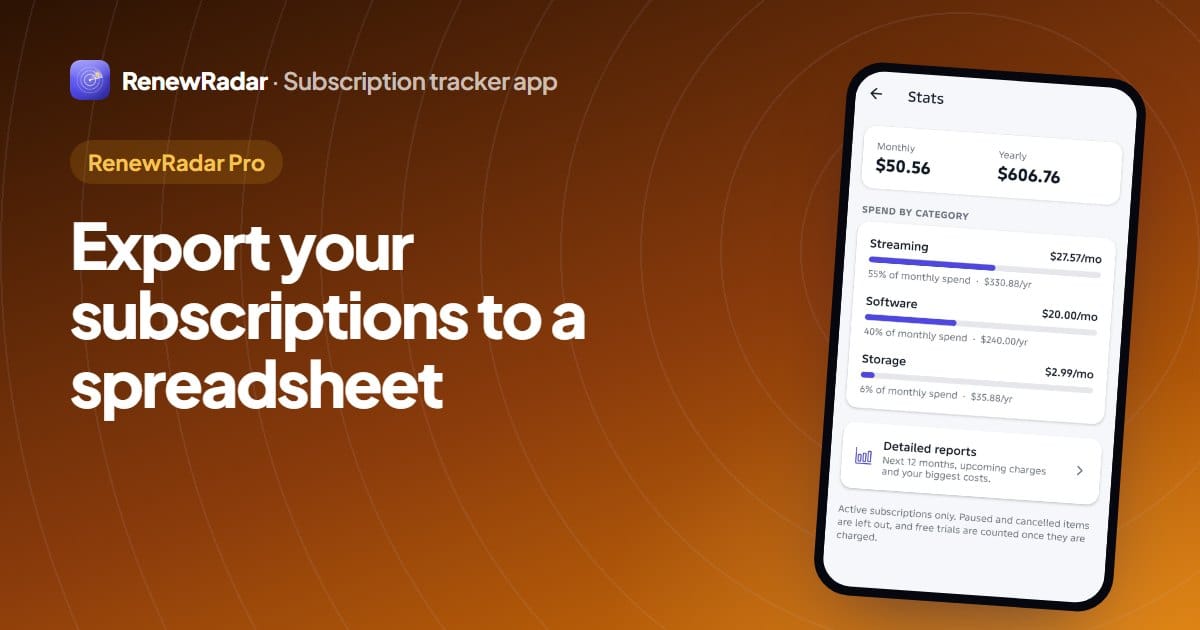 RenewRadar · Subscription tracker app
RenewRadar Pro
Export your
subscriptions to a
spreadsheet
Stats
Monthly
$50.56
Yearly
$606.76
SPEND BY CATEGORY
Streaming
$27.57/mo
55% of monthly spend · $330.88/yr
Software
$20.00/mo
40% of monthly spend · $240.00/yr
Storage
$2.99/mo
6% of monthly spend · $35.88/yr
Detailed reports
Next 12 months, upcoming charges
and your biggest costs.
Active subscriptions only. Paused and cancelled items
are left out, and free trials are counted once they are
charged.